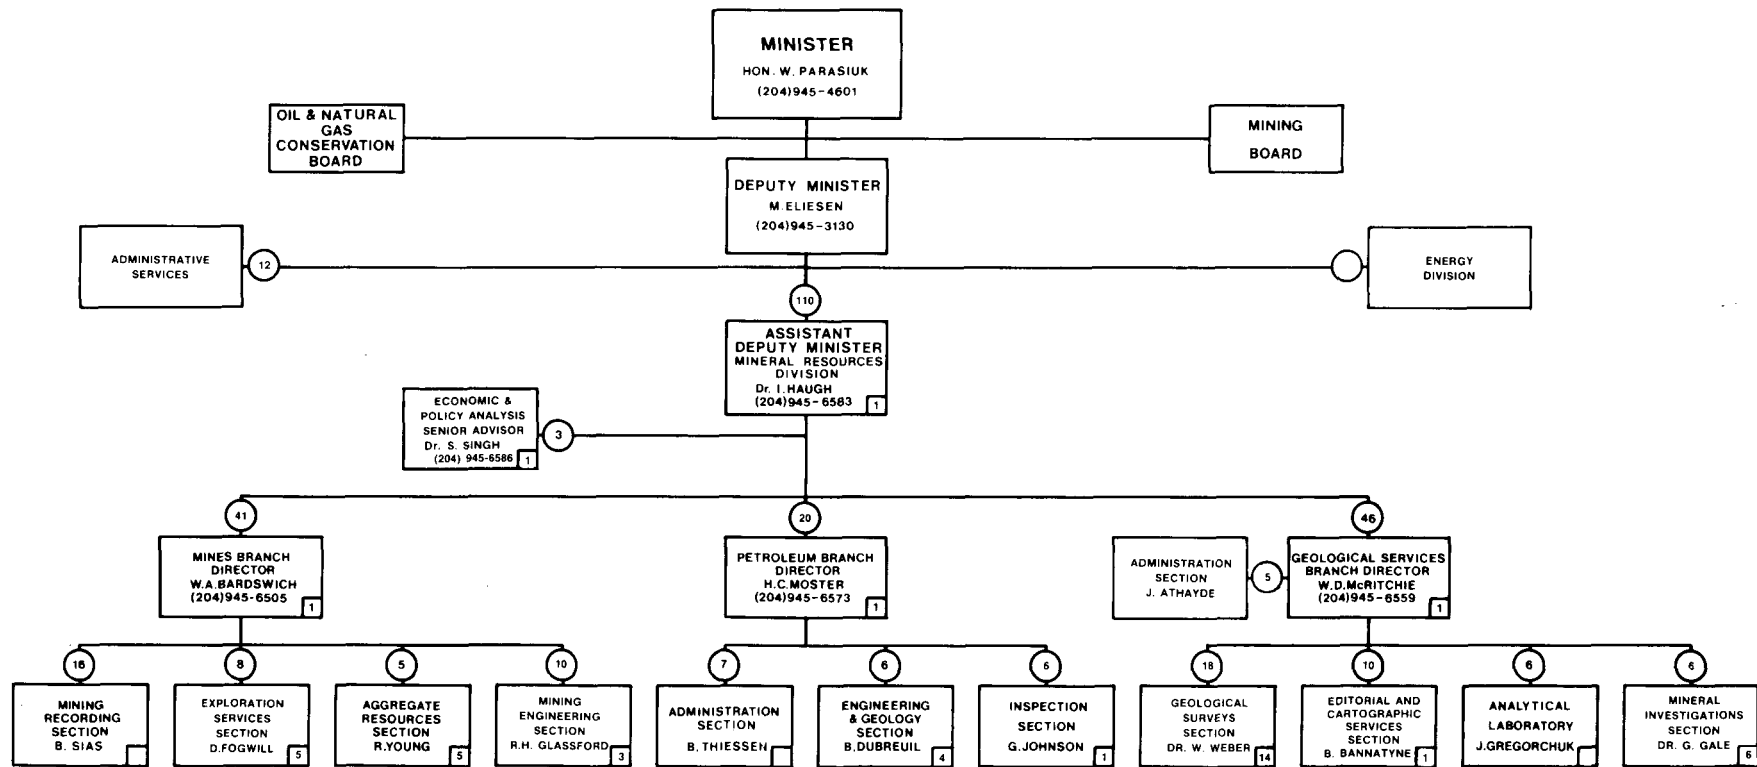 MINISTER
HON. W. PARASIUK
(204)945-4601
OIL & NATURAL
GAS
CONSERVATION
BOARD
MINING
BOARD
DEPUTY MINISTER
M. ELIESEN
(204)945-3130
ADMINISTRATIVE
SERVICES
12
ENERGY
DIVISION
110
ASSISTANT
DEPUTY MINISTER
MINERAL RESOURCES
DIVISION
Dr. I. HAUGH
(204)945-6583
1
ECONOMIC &
POLICY ANALYSIS
SENIOR ADVISOR
Dr. S. SINGH
(204) 945-6586
1
3
41
MINES BRANCH
DIRECTOR
W.A. BARDSWICH
(204)945-6505
1
20
PETROLEUM BRANCH
DIRECTOR
H.C. MOSTER
(204)945-6573
1
ADMINISTRATION
SECTION
J. ATHAYDE
5
46
GEOLOGICAL SERVICES
BRANCH DIRECTOR
W.D. McRITCHIE
(204)945-6559
1
16
MINING
RECORDING
SECTION
B. SIAS
8
EXPLORATION
SERVICES
SECTION
D. FOGWILL
5
5
AGGREGATE
RESOURCES
SECTION
R. YOUNG
5
10
MINING
ENGINEERING
SECTION
R.H. GLASSFORD
3
7
ADMINISTRATION
SECTION
B. THIESSEN
6
ENGINEERING
& GEOLOGY
SECTION
B. DUBREUIL
4
6
INSPECTION
SECTION
G. JOHNSON
1
18
GEOLOGICAL
SURVEYS
SECTION
DR. W. WEBER
14
10
EDITORIAL AND
CARTOGRAPHIC
SERVICES
SECTION
B. BANNATYNE
1
6
ANALYTICAL
LABORATORY
J. GREGORCHUK
6
MINERAL
INVESTIGATIONS
SECTION
DR. G. GALE
6